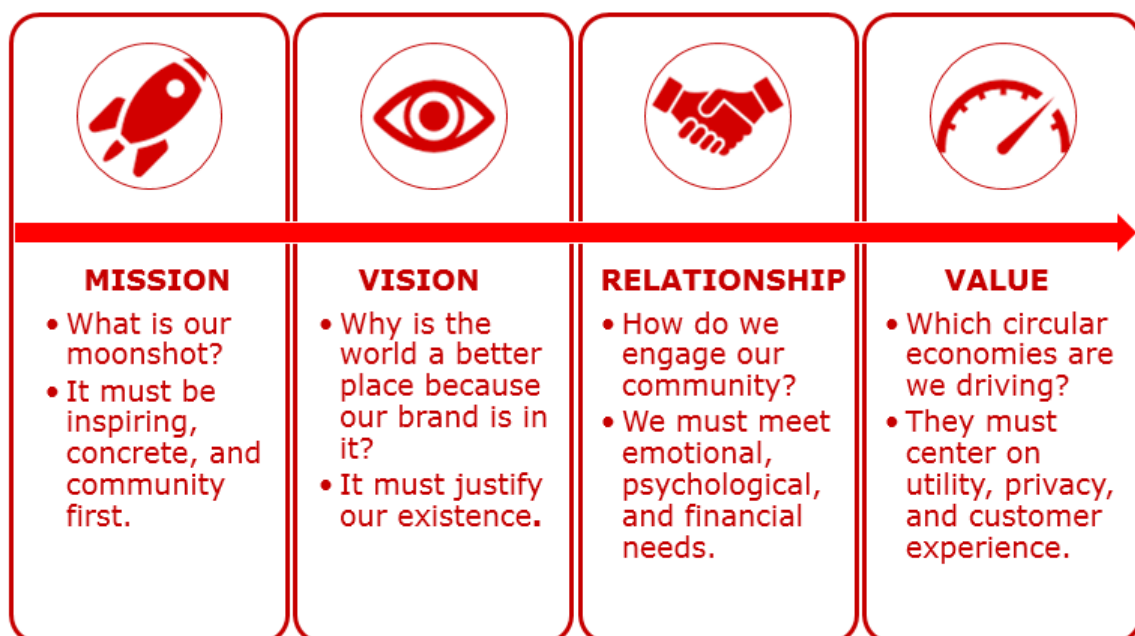 MISSION
• What is our
moonshot?
• It must be
inspiring,
concrete, and
community
first.
VISION
• Why is the
world a better
place because
our brand is in
it?
• It must justify
our existence.
RELATIONSHIP
• How do we
engage our
community?
• We must meet
emotional,
psychological,
and financial
needs.
VALUE
• Which circular
economies are
we driving?
• They must
center on
utility, privacy,
and customer
experience.